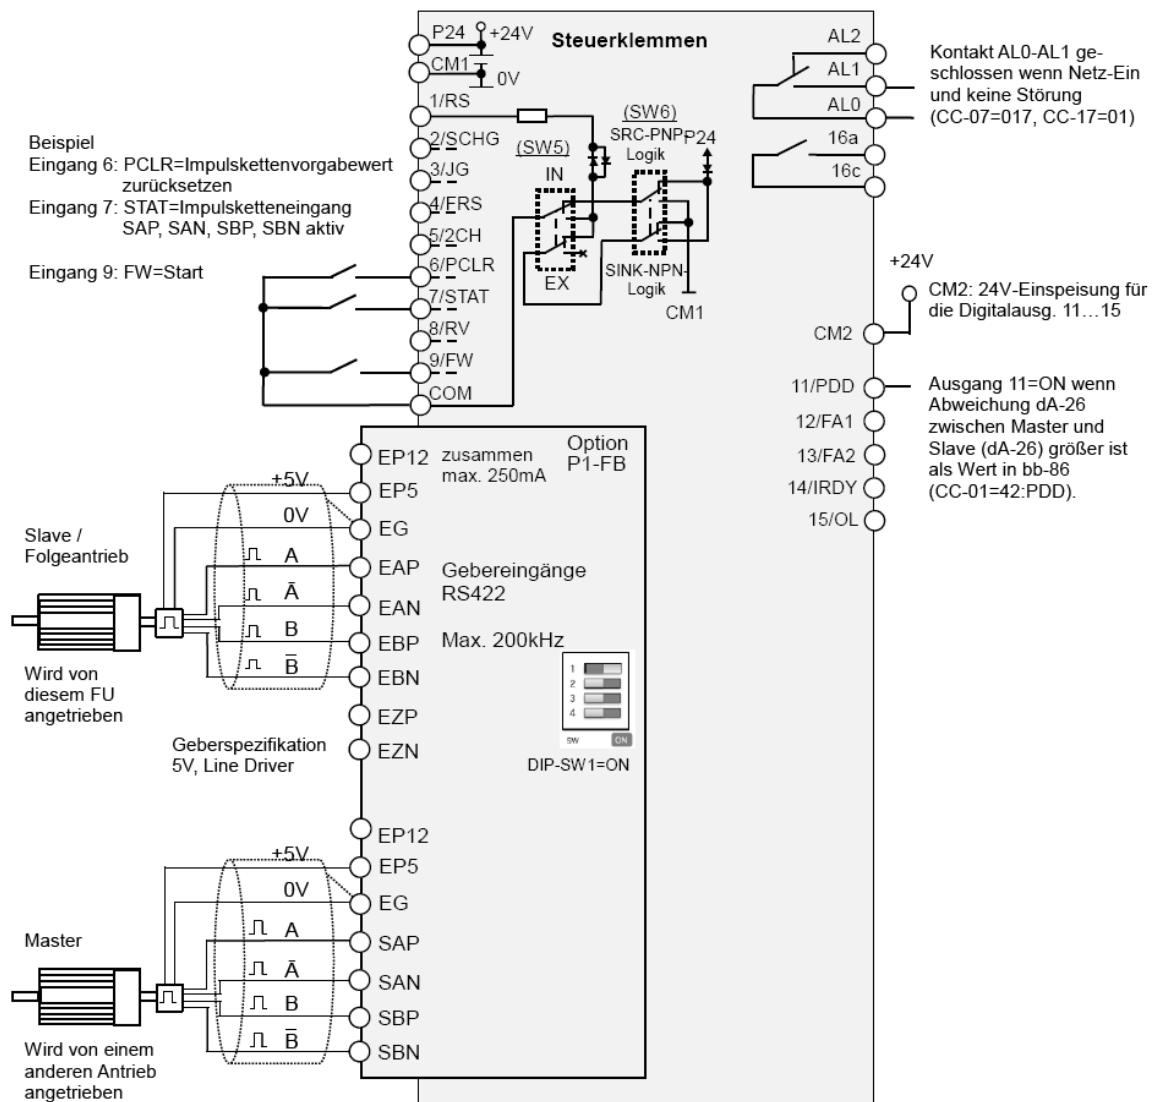 Steuerklemmen
P24
+24V
CM1
0V
1/RS
2/SCHG
3/JG
4/FRS
5/2CH
6/PCLR
7/STAT
8/RV
9/FW
COM
(SW5)
IN
EX
(SW6)
SRC-PNP-
Logik
P24
SINK-NPN-
Logik
CM1
Beispiel
Eingang 6: PCLR=Impulskettenvorgabewert
zurücksetzen
Eingang 7: STAT=Impulsketteneingang
SAP, SAN, SBP, SBN aktiv
Eingang 9: FW=Start
AL2
AL1
AL0
16a
16c
Kontakt AL0-AL1 ge-
schlossen wenn Netz-Ein
und keine Störung
(CC-07=017, CC-17=01)
+24V
CM2: 24V-Einspeisung für
die Digitalausg. 11…15
CM2
11/PDD
12/FA1
13/FA2
14/IRDY
15/OL
Ausgang 11=ON wenn
Abweichung dA-26
zwischen Master und
Slave (dA-26) größer ist
als Wert in bb-86
(CC-01=42:PDD).
Option
P1-FB
EP12
zusammen
max. 250mA
+5V
EP5
0V
EG
A
EAP
Ā
EAN
B
EBP
B̄
EBN
EZP
EZN
Gebereingänge
RS422
Max. 200kHz
1
2
3
4
SW
ON
DIP-SW1=ON
Slave /
Folgeantrieb
Wird von
diesem FU
angetrieben
Geberspezifikation
5V, Line Driver
EP12
+5V
EP5
0V
EG
A
SAP
Ā
SAN
B
SBP
B̄
SBN
Master
Wird von einem
anderen Antrieb
angetrieben